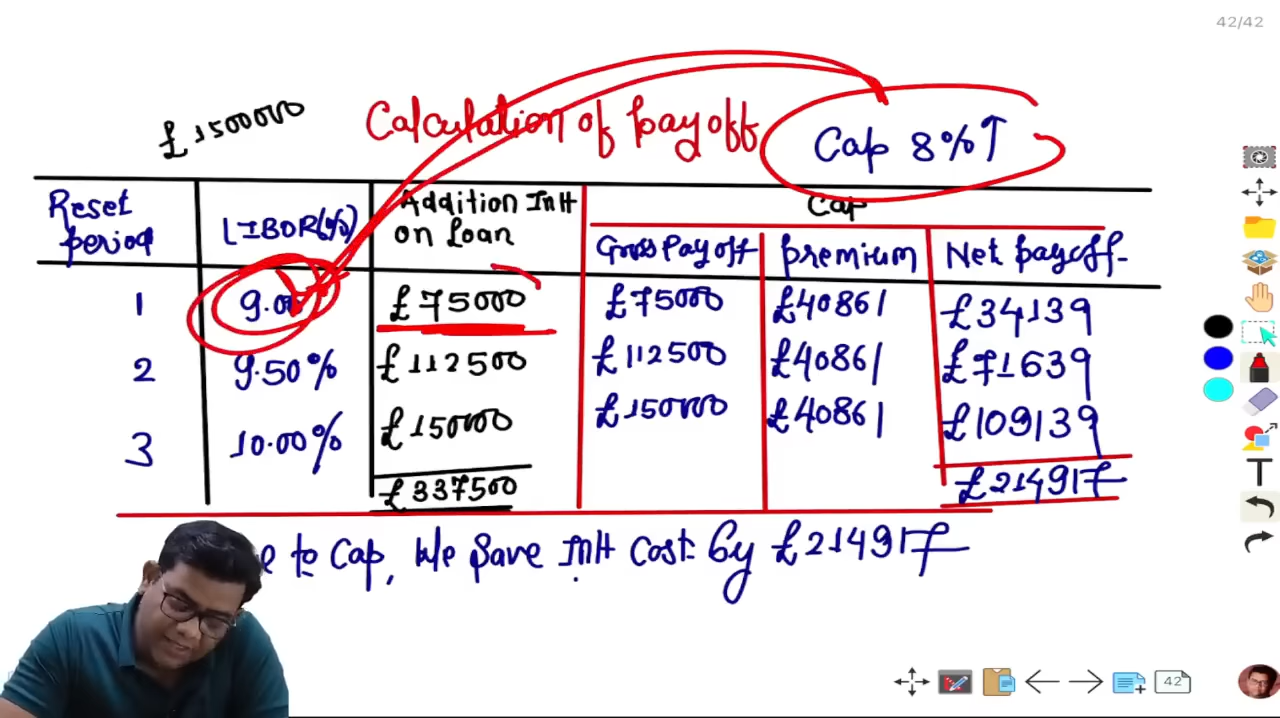 42/42
£1500000
Calculation of payoff
Cap 8%↑
Reset period
LIBOR(%)
Addition Int on Loan
Cap
Gross Payoff
premium
Net payoff
1 9.00 £75000 £75000 £40861 £34139
2 9.50% £112500 £112500 £40861 £71639
3 10.00% £150000 £150000 £40861 £109139
£337500 £214917
to Cap, We Save Int Cost by £214917
42